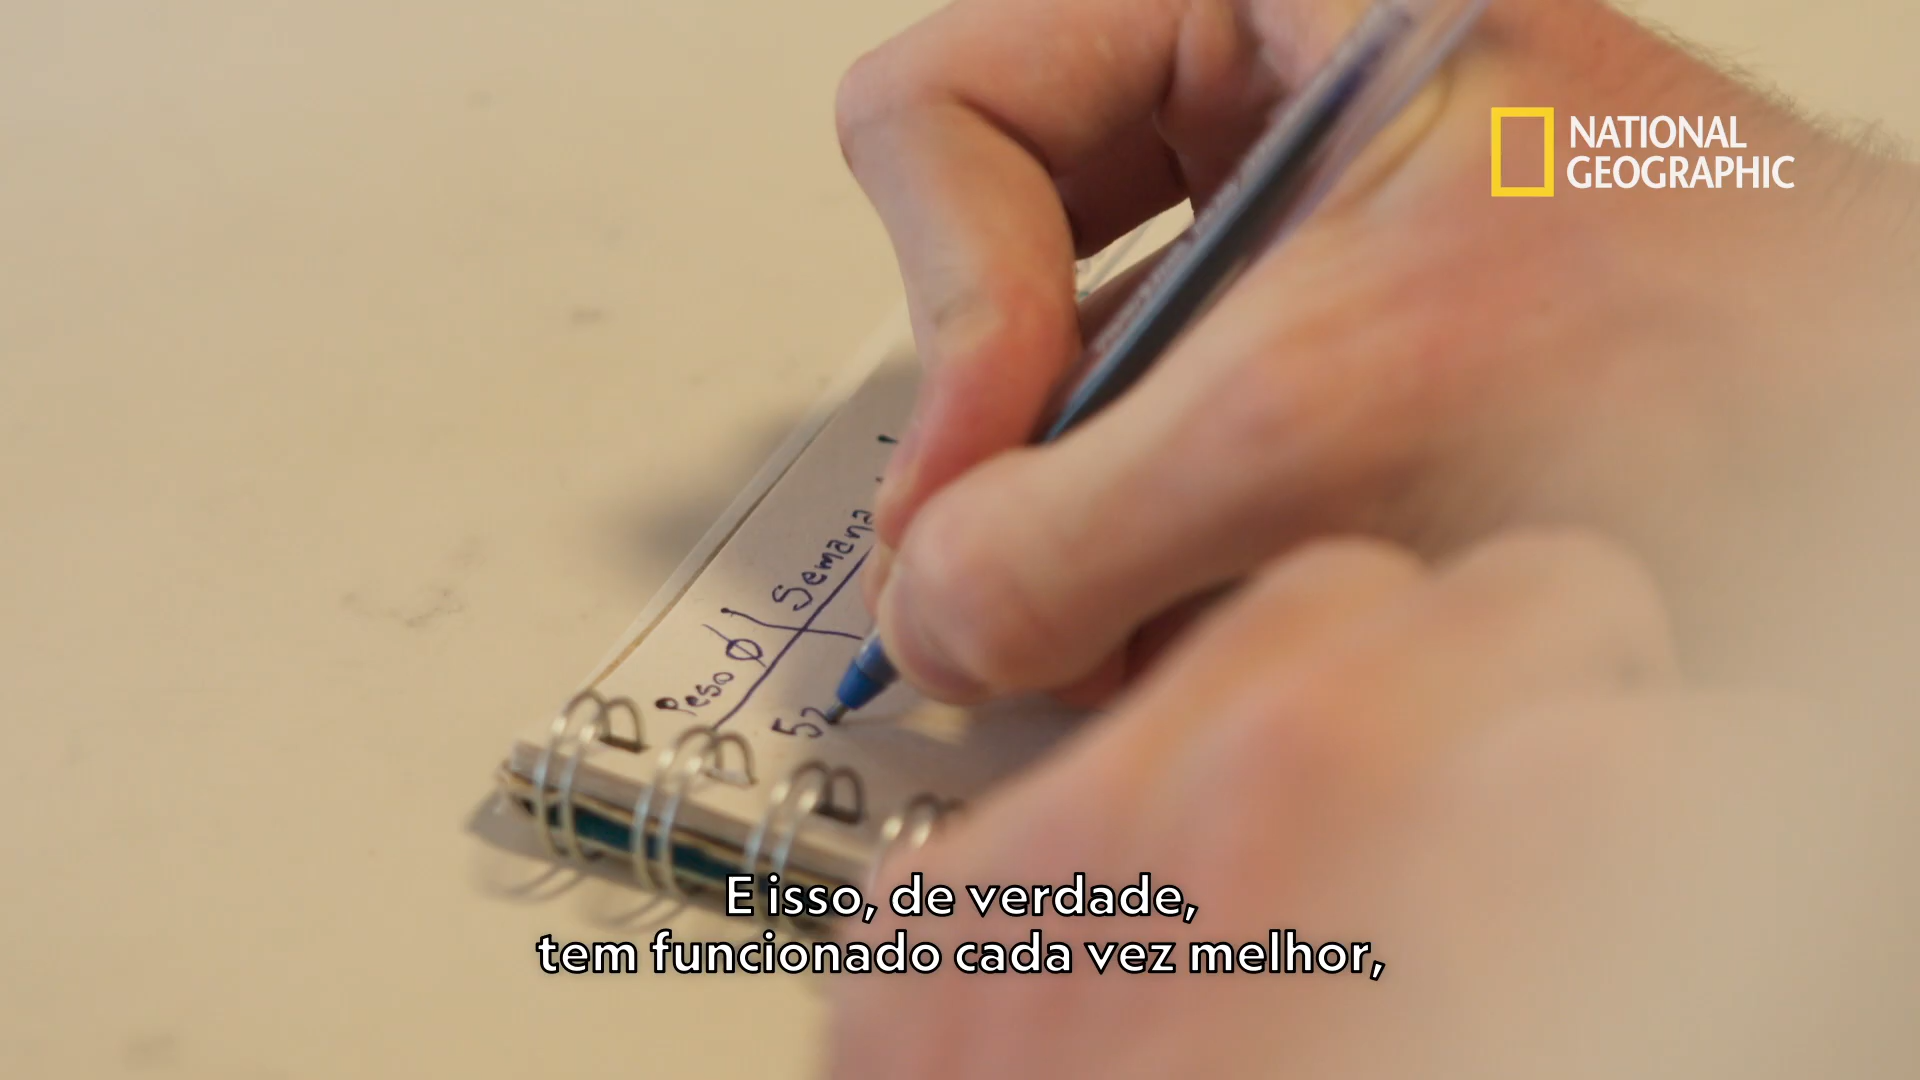 NATIONAL
GEOGRAPHIC
Peso φ | Semana
52
E isso, de verdade,
tem funcionado cada vez melhor,